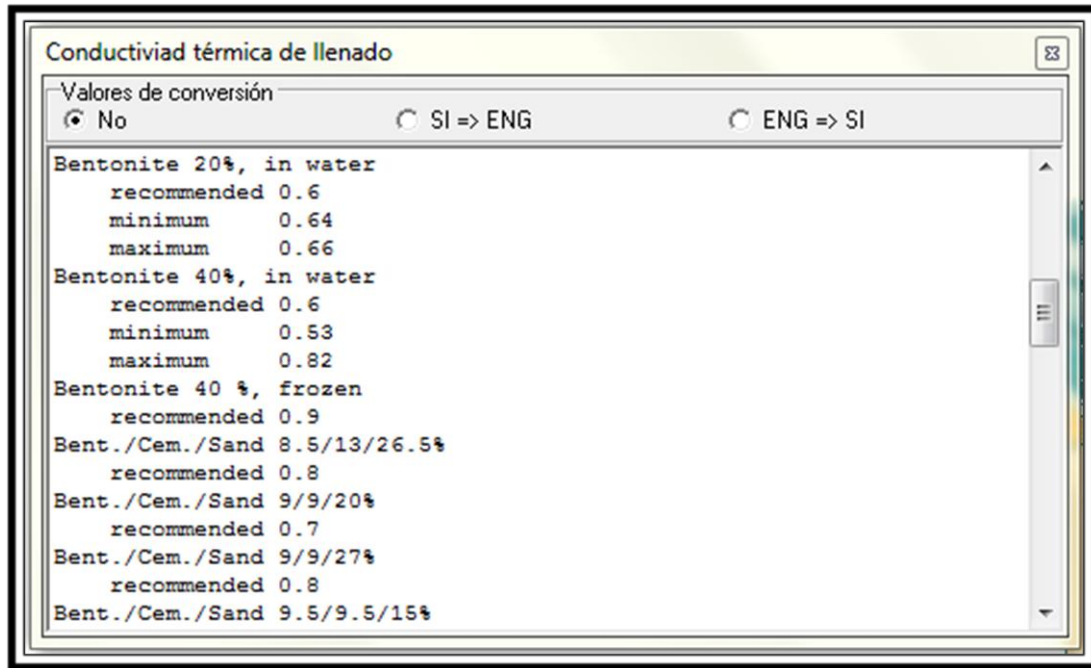 Conductiviad térmica de llenado
Valores de conversión
No SI => ENG ENG => SI
Bentonite 20%, in water
recommended 0.6
minimum 0.64
maximum 0.66
Bentonite 40%, in water
recommended 0.6
minimum 0.53
maximum 0.82
Bentonite 40 %, frozen
recommended 0.9
Bent./Cem./Sand 8.5/13/26.5%
recommended 0.8
Bent./Cem./Sand 9/9/20%
recommended 0.7
Bent./Cem./Sand 9/9/27%
recommended 0.8
Bent./Cem./Sand 9.5/9.5/15%